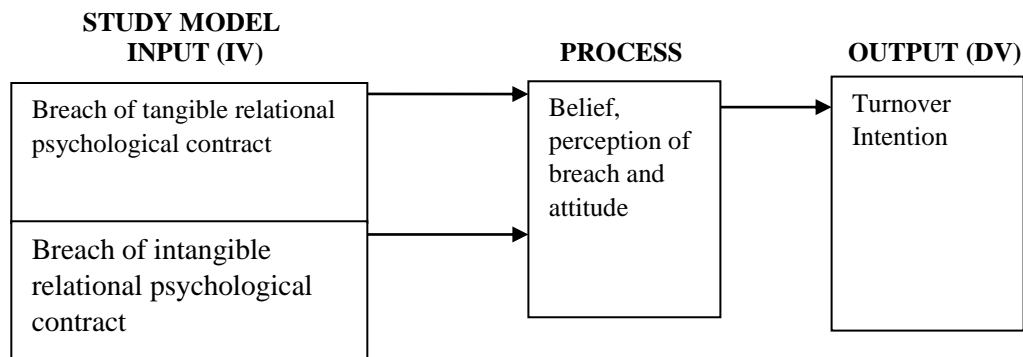 STUDY MODEL
INPUT (IV)
PROCESS
OUTPUT (DV)
Breach of tangible relational
psychological contract
Breach of intangible
relational psychological
contract
Belief,
perception of
breach and
attitude
Turnover
Intention